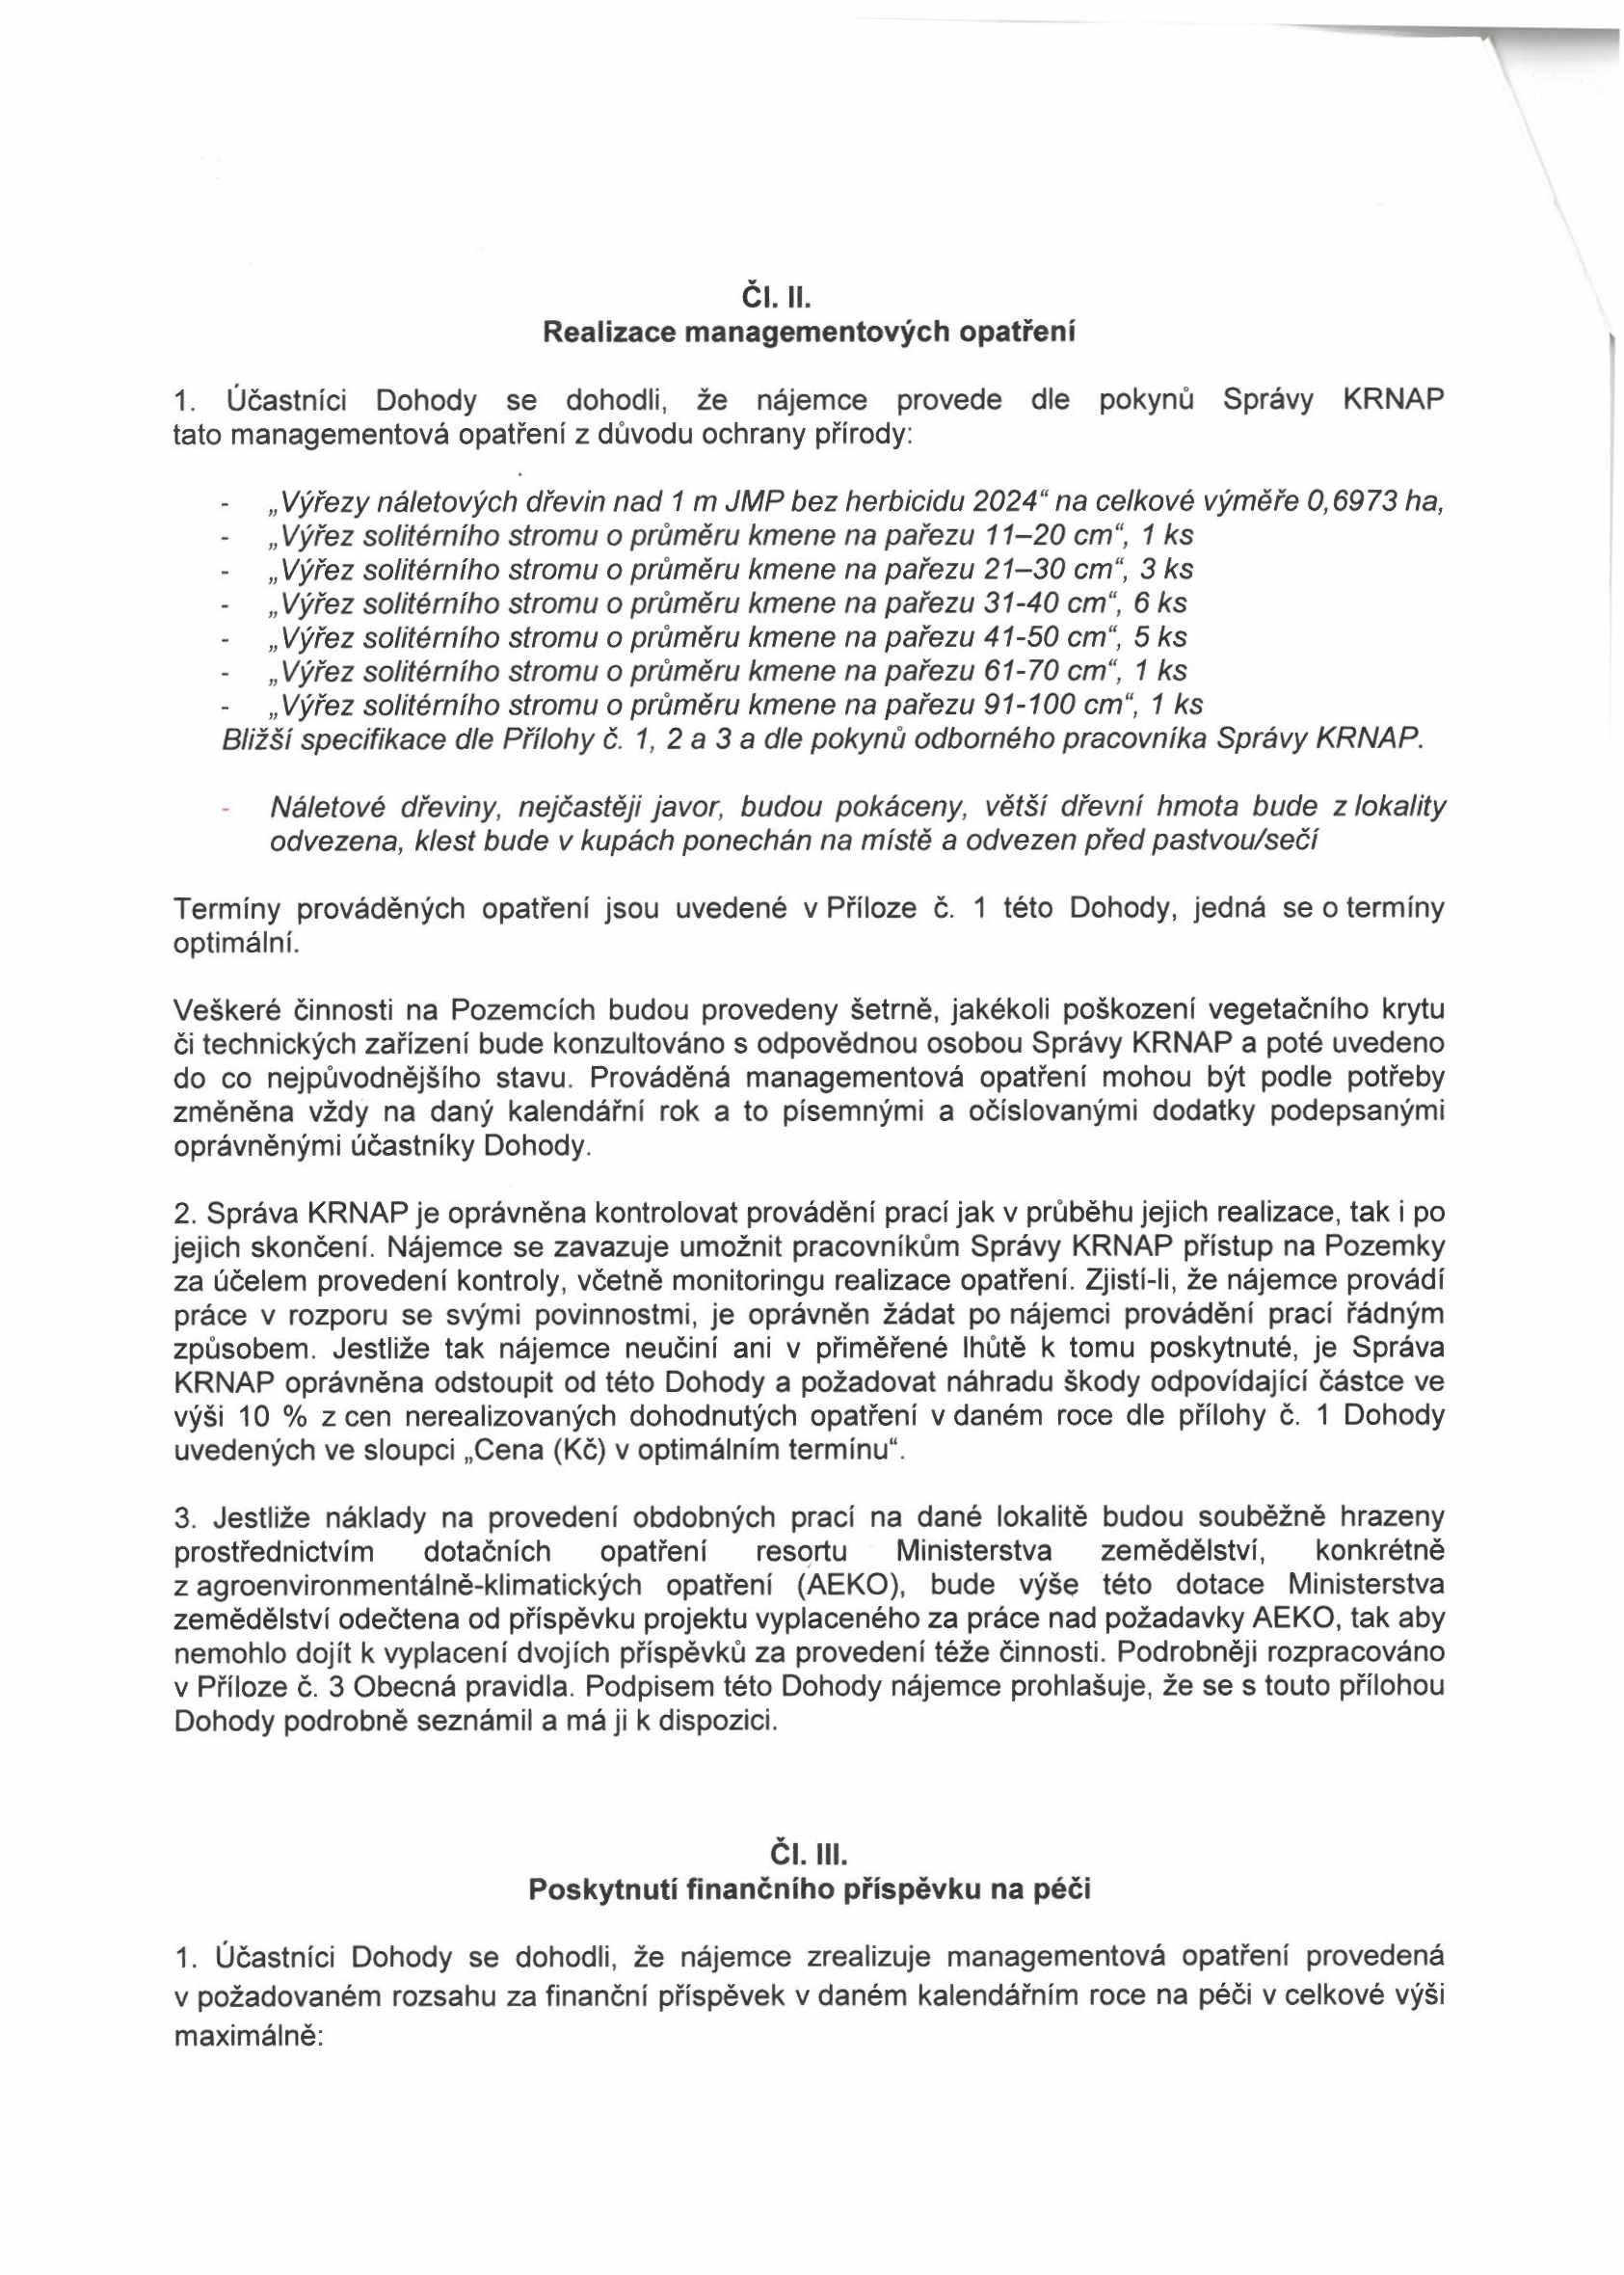 Čl. II.
Realizace managementových opatření
1. Účastníci Dohody se dohodli, že nájemce provede dle pokynů Správy KRNAP
tato managementová opatření z důvodu ochrany přírody:
- „Výřezy náletových dřevin nad 1 m JMP bez herbicidu 2024“ na celkové výměře 0,6973 ha,
- „Výřez solitérního stromu o průměru kmene na pařezu 11–20 cm“, 1 ks
- „Výřez solitérního stromu o průměru kmene na pařezu 21–30 cm“, 3 ks
- „Výřez solitérního stromu o průměru kmene na pařezu 31-40 cm“, 6 ks
- „Výřez solitérního stromu o průměru kmene na pařezu 41-50 cm“, 5 ks
- „Výřez solitérního stromu o průměru kmene na pařezu 61-70 cm“, 1 ks
- „Výřez solitérního stromu o průměru kmene na pařezu 91-100 cm“, 1 ks
Bližší specifikace dle Přílohy č. 1, 2 a 3 a dle pokynů odborného pracovníka Správy KRNAP.
- Náletové dřeviny, nejčastěji javor, budou pokáceny, větší dřevní hmota bude z lokality
odvezena, klest bude v kupách ponechán na místě a odvezen před pastvou/sečí
Termíny prováděných opatření jsou uvedené v Příloze č. 1 této Dohody, jedná se o termíny
optimální.
Veškeré činnosti na Pozemcích budou provedeny šetrně, jakékoli poškození vegetačního krytu
či technických zařízení bude konzultováno s odpovědnou osobou Správy KRNAP a poté uvedeno
do co nejpůvodnějšího stavu. Prováděná managementová opatření mohou být podle potřeby
změněna vždy na daný kalendářní rok a to písemnými a očíslovanými dodatky podepsanými
oprávněnými účastníky Dohody.
2. Správa KRNAP je oprávněna kontrolovat provádění prací jak v průběhu jejich realizace, tak i po
jejich skončení. Nájemce se zavazuje umožnit pracovníkům Správy KRNAP přístup na Pozemky
za účelem provedení kontroly, včetně monitoringu realizace opatření. Zjistí-li, že nájemce provádí
práce v rozporu se svými povinnostmi, je oprávněn žádat po nájemci provádění prací řádným
způsobem. Jestliže tak nájemce neučiní ani v přiměřené lhůtě k tomu poskytnuté, je Správa
KRNAP oprávněna odstoupit od této Dohody a požadovat náhradu škody odpovídající částce ve
výši 10 % z cen nerealizovaných dohodnutých opatření v daném roce dle přílohy č. 1 Dohody
uvedených ve sloupci „Cena (Kč) v optimálním termínu“.
3. Jestliže náklady na provedení obdobných prací na dané lokalitě budou souběžně hrazeny
prostřednictvím dotačních opatření resortu Ministerstva zemědělství, konkrétně
z agroenvironmentálně-klimatických opatření (AEKO), bude výše této dotace Ministerstva
zemědělství odečtena od příspěvku projektu vyplaceného za práce nad požadavky AEKO, tak aby
nemohlo dojít k vyplacení dvojích příspěvků za provedení téže činnosti. Podrobněji rozpracováno
v Příloze č. 3 Obecná pravidla. Podpisem této Dohody nájemce prohlašuje, že se s touto přílohou
Dohody podrobně seznámil a má ji k dispozici.
Čl. III.
Poskytnutí finančního příspěvku na péči
1. Účastníci Dohody se dohodli, že nájemce zrealizuje managementová opatření provedená
v požadovaném rozsahu za finanční příspěvek v daném kalendářním roce na péči v celkové výši
maximálně: